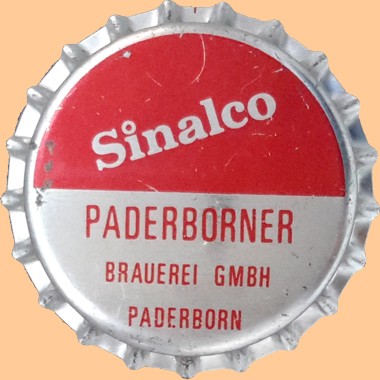 Sinalco
PADERBORNER
BRAUEREI GMBH
PADERBORN